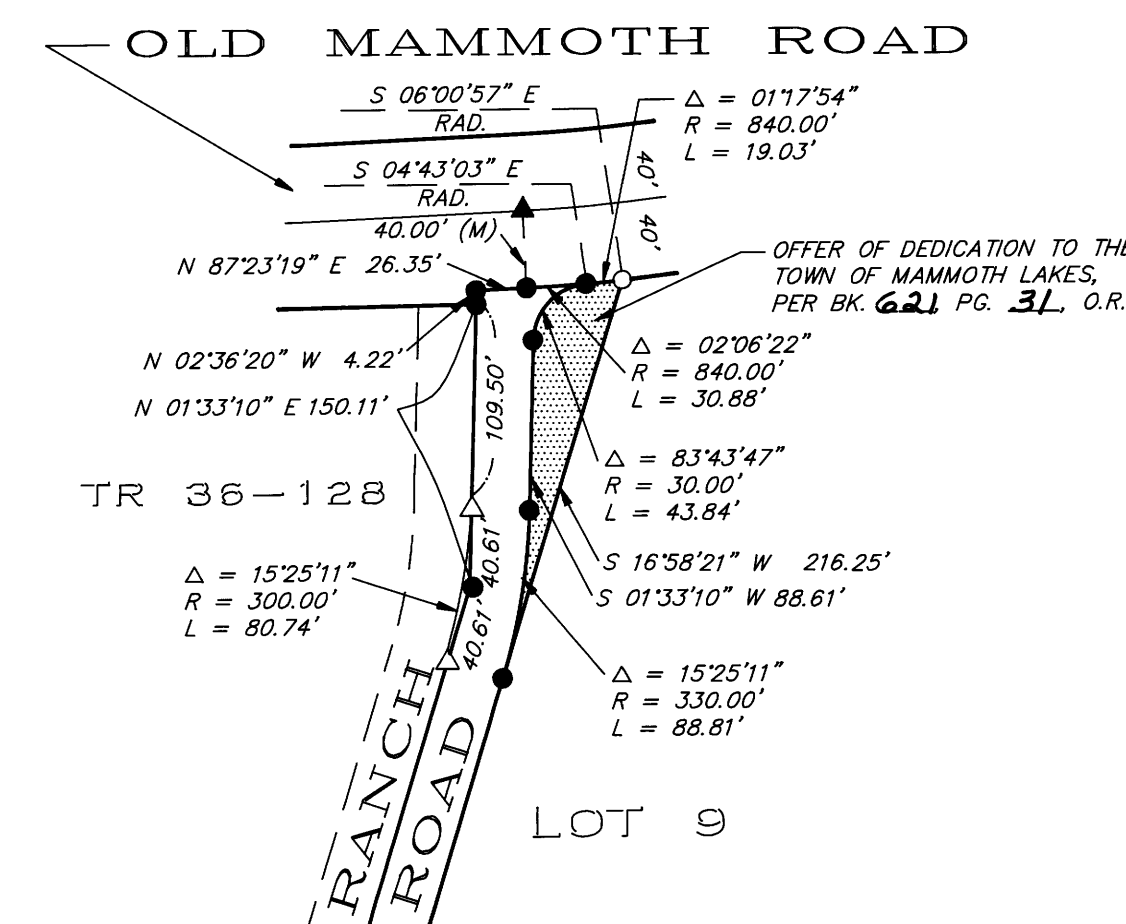 OLD MAMMOTH ROAD
S 06°00'57" E
RAD.
Δ = 01°17'54"
R = 840.00'
L = 19.03'
S 04°43'03" E
RAD.
40'
40'
40.00' (M)
N 87°23'19" E 26.35'
OFFER OF DEDICATION TO THE
TOWN OF MAMMOTH LAKES,
PER BK. 621, PG. 31, O.R.
N 02°36'20" W 4.22'
Δ = 02°06'22"
R = 840.00'
L = 30.88'
N 01°33'10" E 150.11'
109.50'
Δ = 83°43'47"
R = 30.00'
L = 43.84'
TR 36-128
S 16°58'21" W 216.25'
S 01°33'10" W 88.61'
40.61'
40.61'
Δ = 15°25'11"
R = 300.00'
L = 80.74'
Δ = 15°25'11"
R = 330.00'
L = 88.81'
RANCH
ROAD
LOT 9